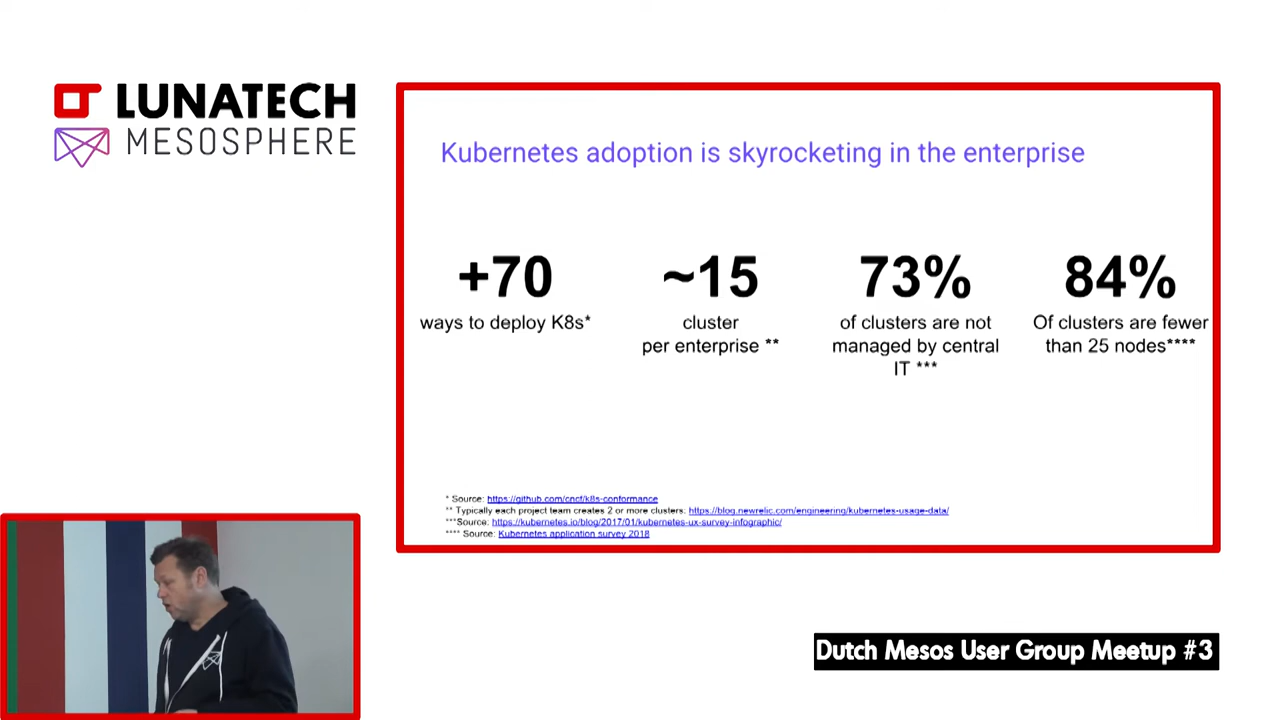 LUNATECH
MESOSPHERE
Kubernetes adoption is skyrocketing in the enterprise
+70
ways to deploy K8s*
~15
cluster
per enterprise **
73%
of clusters are not
managed by central
IT ***
84%
Of clusters are fewer
than 25 nodes****
* Source: https://github.com/cncf/k8s-conformance
** Typically each project team creates 2 or more clusters: https://blog.newrelic.com/engineering/kubernetes-usage-data/
***Source: https://kubernetes.io/blog/2017/01/kubernetes-ux-survey-infographic/
**** Source: Kubernetes application survey 2018
Dutch Mesos User Group Meetup #3